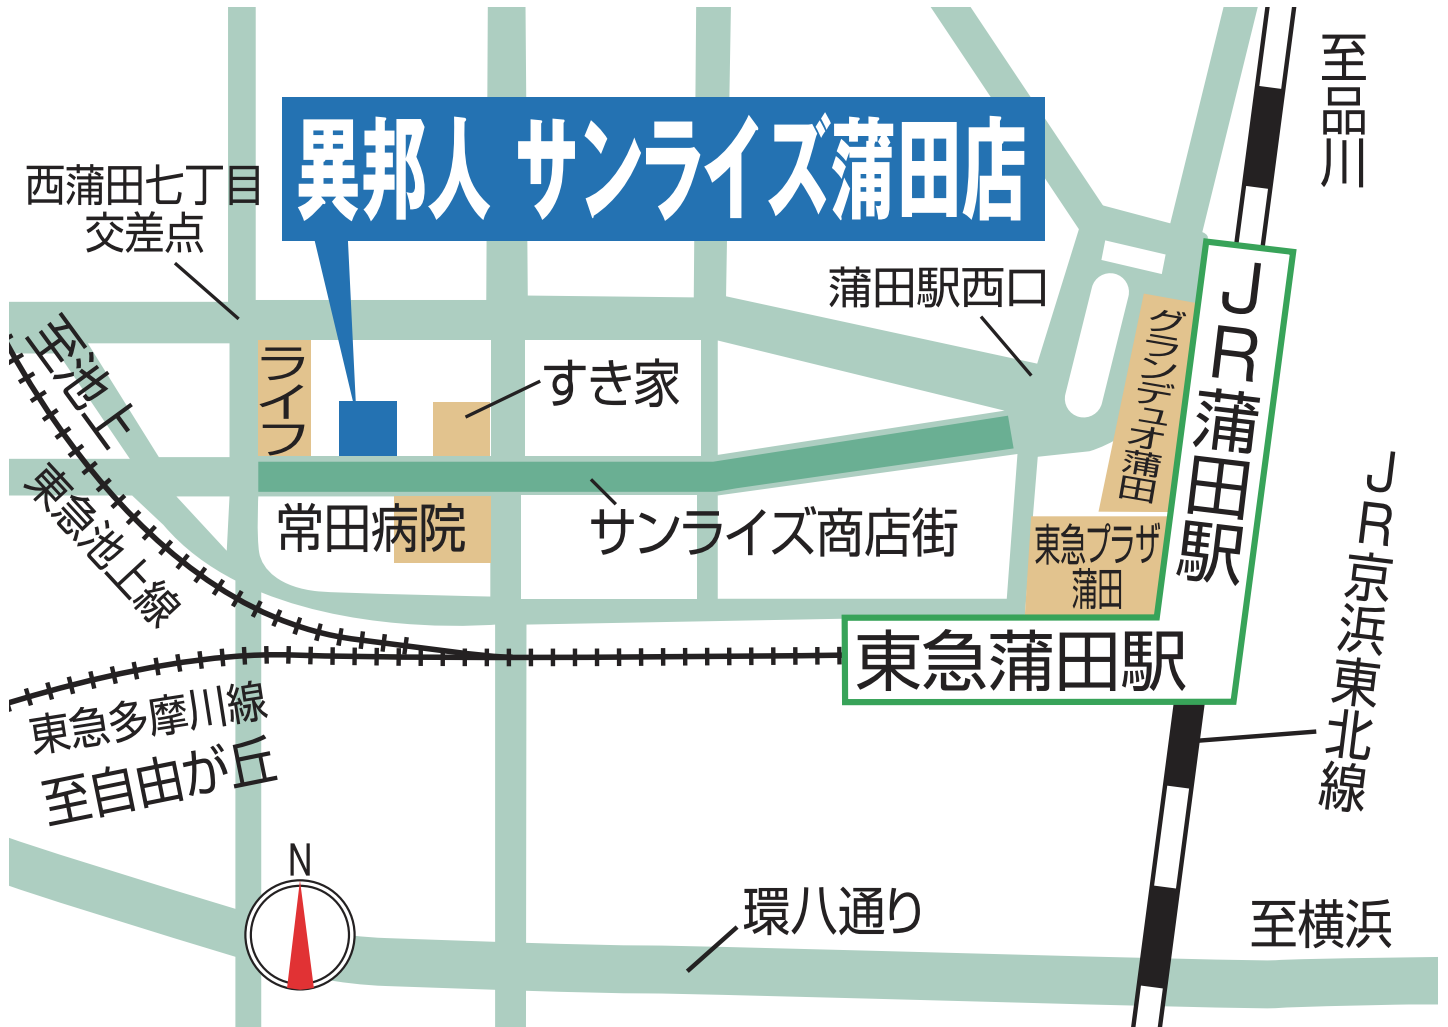 至品川
異邦人 サンライズ蒲田店
西蒲田七丁目
交差点
蒲田駅西口
JR蒲田駅
グランデュオ蒲田
至池上
ライフ
すき家
東急池上線
常田病院
サンライズ商店街
東急プラザ
蒲田
JR京浜東北線
東急蒲田駅
東急多摩川線
至自由が丘
N
環八通り
至横浜